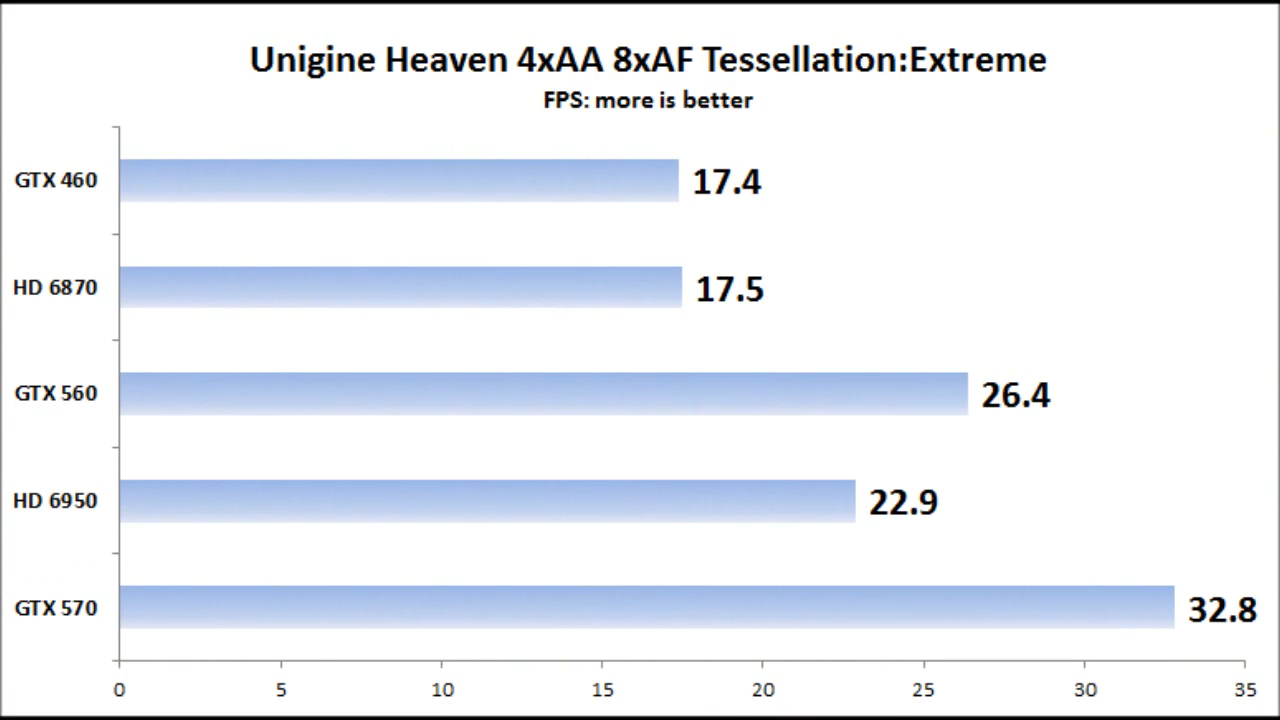 Unigine Heaven 4xAA 8xAF Tessellation:Extreme
FPS: more is better
GTX 460 17.4
HD 6870 17.5
GTX 560 26.4
HD 6950 22.9
GTX 570 32.8
0 5 10 15 20 25 30 35